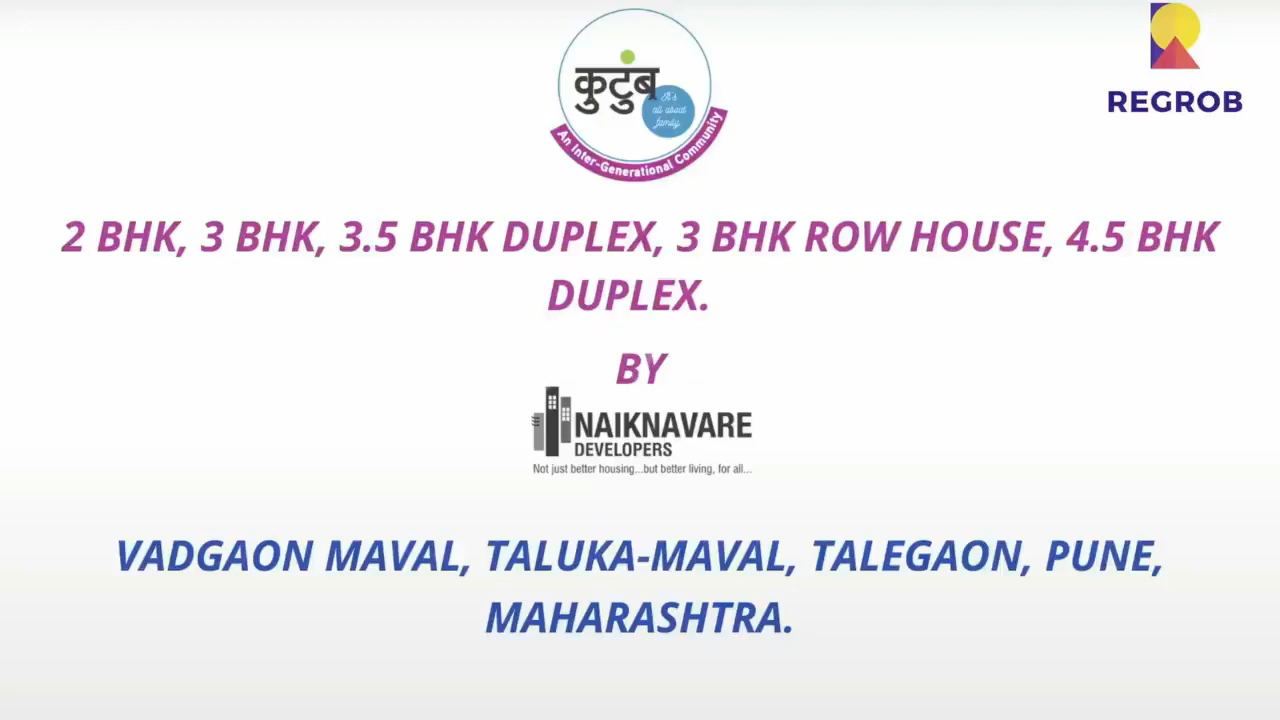 कुटुंब
It's
all about
family.
An Inter-Generational Community
REGROB
2 BHK, 3 BHK, 3.5 BHK DUPLEX, 3 BHK ROW HOUSE, 4.5 BHK
DUPLEX.
BY
NAIKNAVARE
DEVELOPERS
Not just better housing...but better living, for all...
VADGAON MAVAL, TALUKA-MAVAL, TALEGAON, PUNE,
MAHARASHTRA.